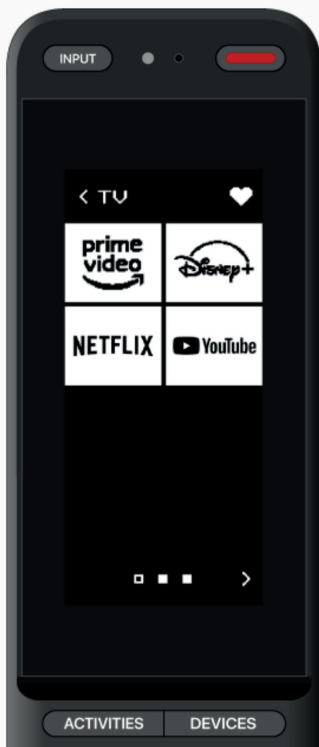 INPUT
< TV
prime video
Disney+
NETFLIX
YouTube
ACTIVITIES
DEVICES